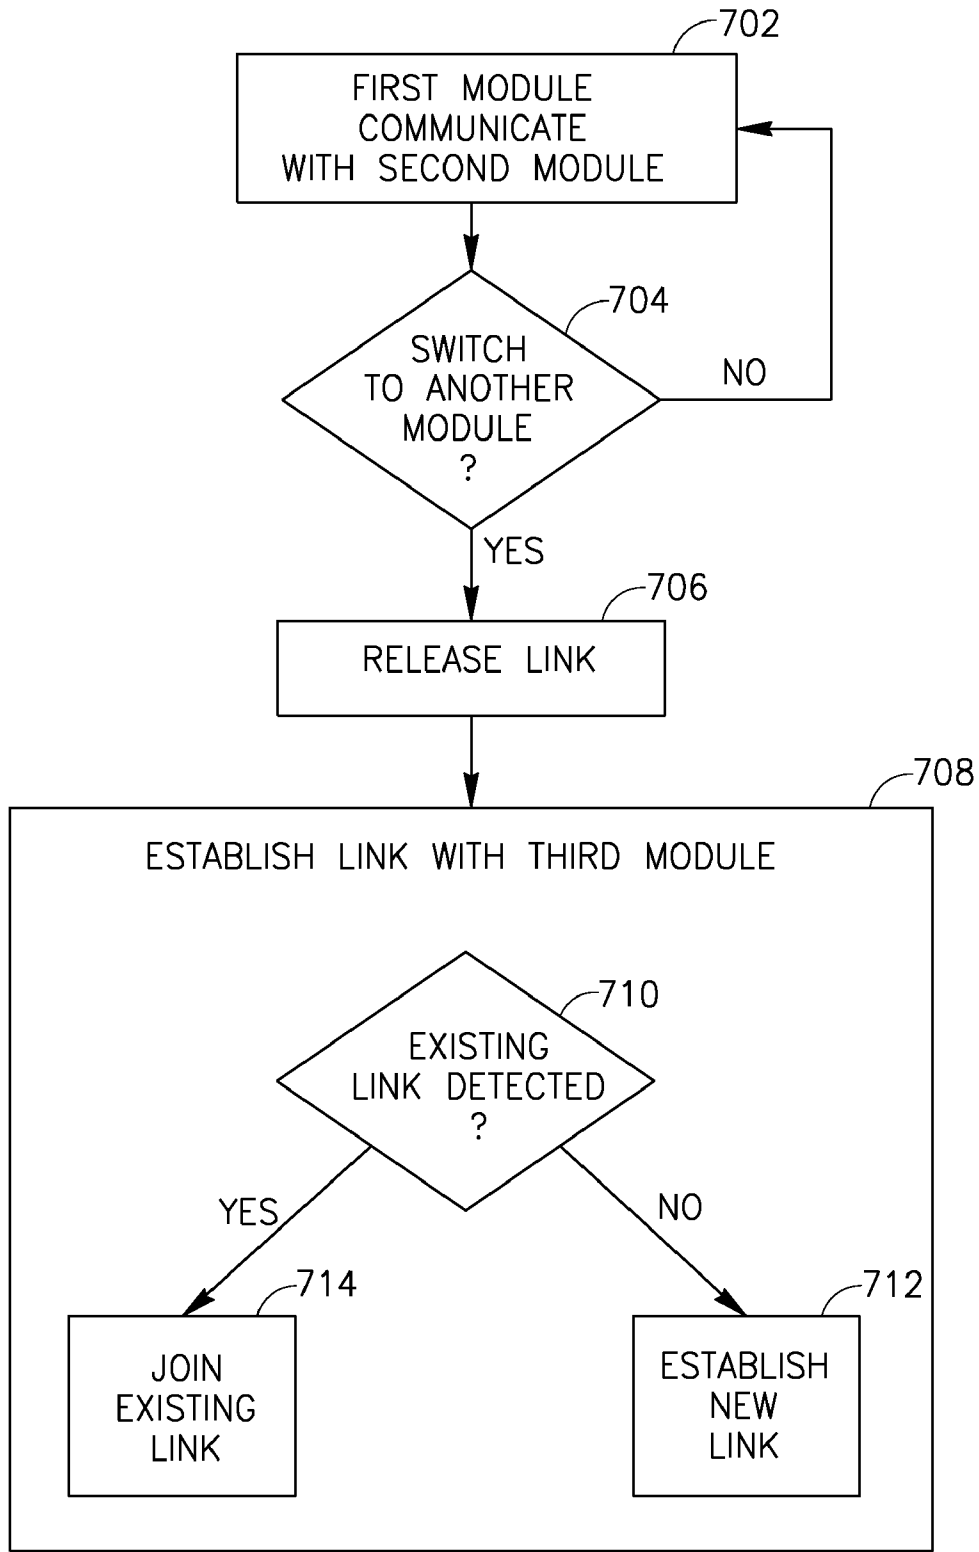 702
FIRST MODULE
COMMUNICATE
WITH SECOND MODULE
704
SWITCH
TO ANOTHER
MODULE
?
NO
YES
706
RELEASE LINK
708
ESTABLISH LINK WITH THIRD MODULE
710
EXISTING
LINK DETECTED
?
YES
NO
714
712
JOIN
EXISTING
LINK
ESTABLISH
NEW
LINK